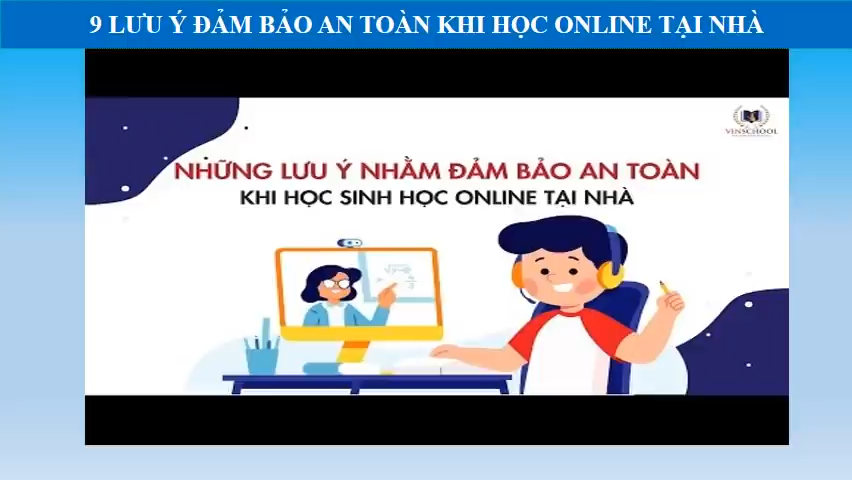 9 LƯU Ý ĐẢM BẢO AN TOÀN KHI HỌC ONLINE TẠI NHÀ
VINSCHOOL
NHỮNG LƯU Ý NHẰM ĐẢM BẢO AN TOÀN
KHI HỌC SINH HỌC ONLINE TẠI NHÀ